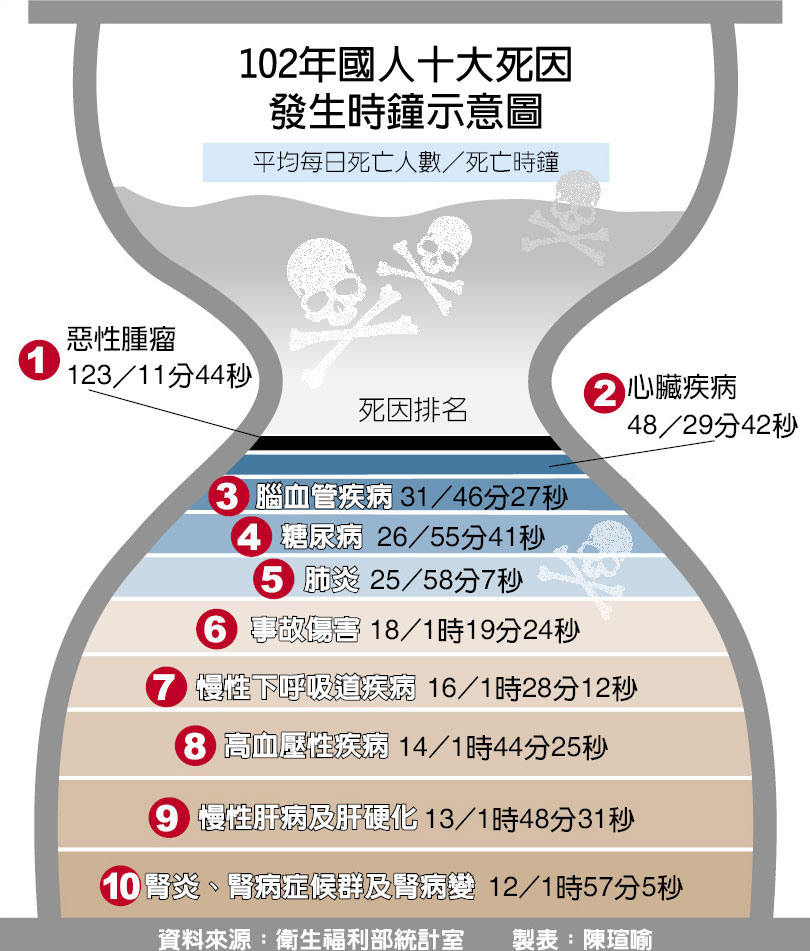 102年國人十大死因
發生時鐘示意圖
平均每日死亡人數／死亡時鐘
1 惡性腫瘤
123／11分44秒
2 心臟疾病
48／29分42秒
死因排名
3 腦血管疾病 31／46分27秒
4 糖尿病 26／55分41秒
5 肺炎 25／58分7秒
6 事故傷害 18／1時19分24秒
7 慢性下呼吸道疾病 16／1時28分12秒
8 高血壓性疾病 14／1時44分25秒
9 慢性肝病及肝硬化 13／1時48分31秒
10 腎炎、腎病症候群及腎病變 12／1時57分5秒
資料來源：衛生福利部統計室 製表：陳瑄喻